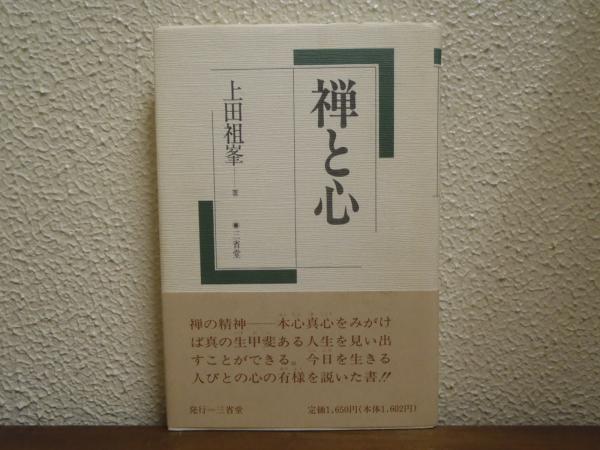 禅と心
上田祖峯
著
●三省堂
禅の精神──本心真心をみがけ
ば真の生甲斐ある人生を見い出
すことができる。今日を生きる
人びとの心の有様を説いた書!!
発行─三省堂
定価1,650円(本体1,602円)